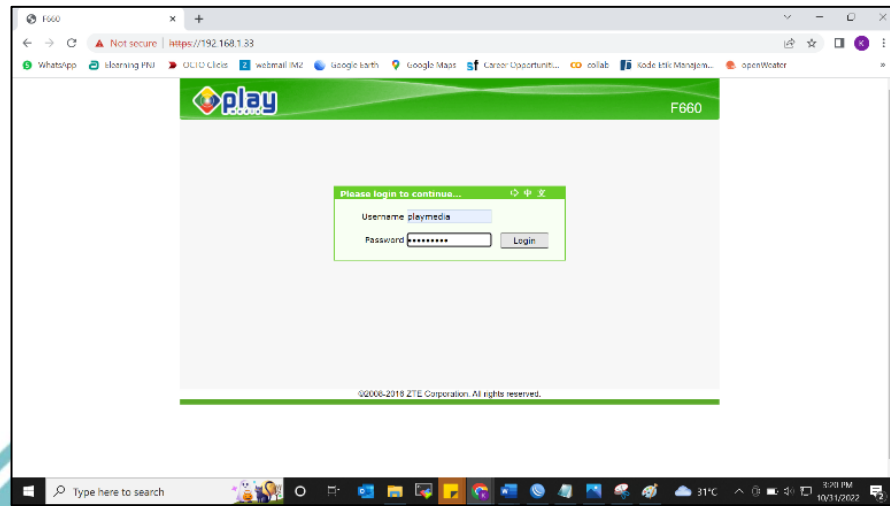 F660
Not secure | https://192.168.1.33
WhatsApp Elearning PNJ OCTO Clicks webmail IM2 Google Earth Google Maps Career Opportuniti... collab Kode Etik Manajem... openWeater »
play
F660
Please login to continue... 中 文
Username playmedia
Password ••••••••• Login
©2008-2016 ZTE Corporation. All rights reserved.
Type here to search 31°C 3:20 PM
10/31/2022